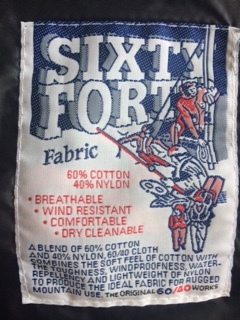 SIXTY
FORTY
Fabric
60% COTTON
40% NYLON
• BREATHABLE
• WIND RESISTANT
• COMFORTABLE
• DRY CLEANABLE
A BLEND OF 60% COTTON
AND 40% NYLON, 60/40 CLOTH
COMBINES THE SOFT FEEL OF COTTON WITH
THE TOUGHNESS, WINDPROOFNESS, WATER-
REPELLENCY AND LIGHTWEIGHT OF NYLON
TO PRODUCE THE IDEAL FABRIC FOR RUGGED
MOUNTAIN USE. THE ORIGINAL 60/40 WORKS